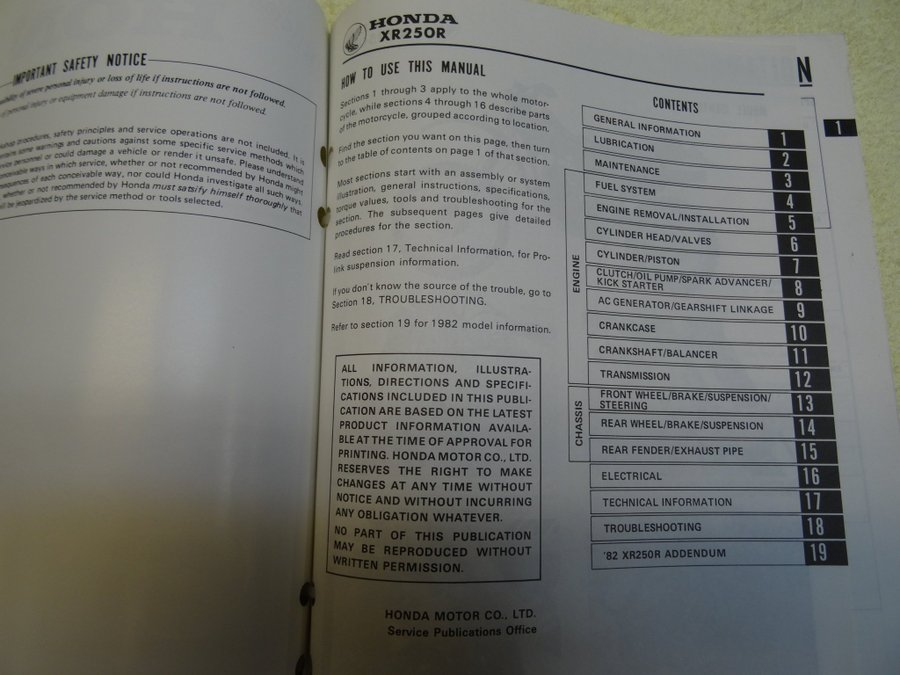 IMPORTANT SAFETY NOTICE
of severe personal injury or loss of life if instructions are not followed.
personal injury or equipment damage if instructions are not followed.
procedures, safety principles and service operations are not included. It is
some warnings and cautions against some specific service methods which
personnel or could damage a vehicle or render it unsafe. Please understand
conceivable ways in which service, whether or not recommended by Honda might
of each conceivable way, nor could Honda investigate all such ways.
whether or not recommended by Honda must satsify himself thoroughly that
be jeopardized by the service method or tools selected.
HONDA
XR250R
HOW TO USE THIS MANUAL
Sections 1 through 3 apply to the whole motor-
cycle, while sections 4 through 16 describe parts
of the motorcycle, grouped according to location.
Find the section you want on this page, then turn
to the table of contents on page 1 of that section.
Most sections start with an assembly or system
illustration, general instructions, specifications,
torque values, tools and troubleshooting for the
section. The subsequent pages give detailed
procedures for the section.
Read section 17, Technical Information, for Pro-
link suspension information.
If you don't know the source of the trouble, go to
Section 18, TROUBLESHOOTING.
Refer to section 19 for 1982 model information.
ALL INFORMATION, ILLUSTRA-
TIONS, DIRECTIONS AND SPECIFI-
CATIONS INCLUDED IN THIS PUBLI-
CATION ARE BASED ON THE LATEST
PRODUCT INFORMATION AVAILA-
BLE AT THE TIME OF APPROVAL FOR
PRINTING. HONDA MOTOR CO., LTD.
RESERVES THE RIGHT TO MAKE
CHANGES AT ANY TIME WITHOUT
NOTICE AND WITHOUT INCURRING
ANY OBLIGATION WHATEVER.
NO PART OF THIS PUBLICATION
MAY BE REPRODUCED WITHOUT
WRITTEN PERMISSION.
HONDA MOTOR CO., LTD.
Service Publications Office
N
CONTENTS
GENERAL INFORMATION 1
LUBRICATION 2
MAINTENANCE 3
ENGINE
FUEL SYSTEM 4
ENGINE REMOVAL/INSTALLATION 5
CYLINDER HEAD/VALVES 6
CYLINDER/PISTON 7
CLUTCH/OIL PUMP/SPARK ADVANCER/
KICK STARTER 8
AC GENERATOR/GEARSHIFT LINKAGE 9
CRANKCASE 10
CRANKSHAFT/BALANCER 11
TRANSMISSION 12
CHASSIS
FRONT WHEEL/BRAKE/SUSPENSION/
STEERING 13
REAR WHEEL/BRAKE/SUSPENSION 14
REAR FENDER/EXHAUST PIPE 15
ELECTRICAL 16
TECHNICAL INFORMATION 17
TROUBLESHOOTING 18
'82 XR250R ADDENDUM 19
1